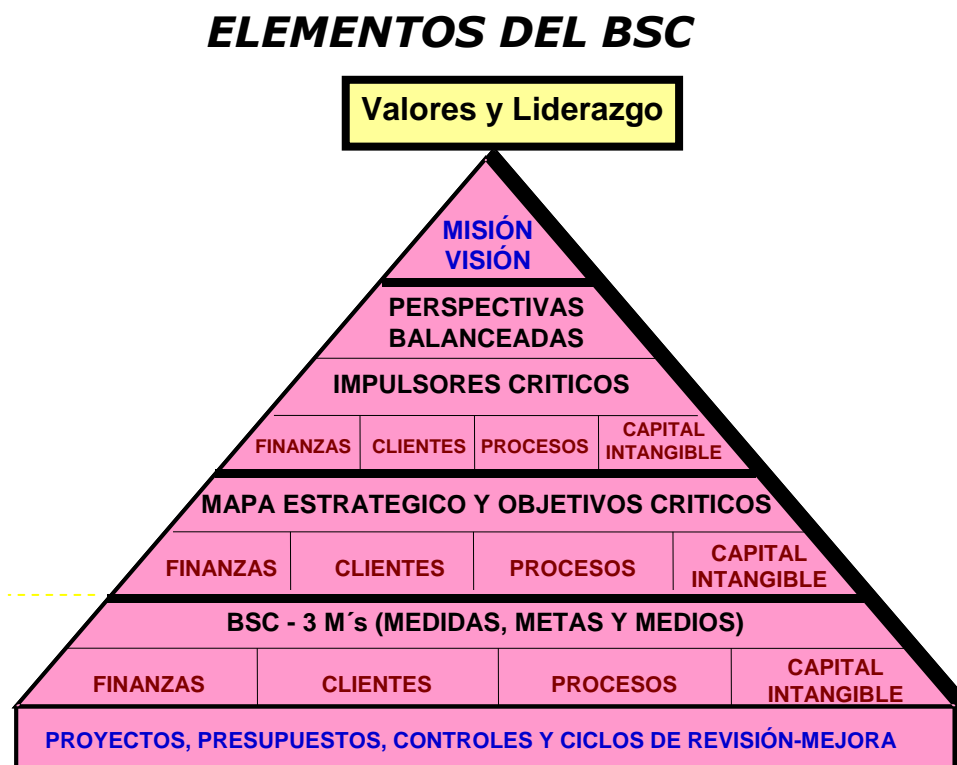 ELEMENTOS DEL BSC
Valores y Liderazgo
MISIÓN
VISIÓN
PERSPECTIVAS
BALANCEADAS
IMPULSORES CRITICOS
FINANZAS CLIENTES PROCESOS CAPITAL
INTANGIBLE
MAPA ESTRATEGICO Y OBJETIVOS CRITICOS
FINANZAS CLIENTES PROCESOS CAPITAL
INTANGIBLE
BSC - 3 M´s (MEDIDAS, METAS Y MEDIOS)
FINANZAS CLIENTES PROCESOS CAPITAL
INTANGIBLE
PROYECTOS, PRESUPUESTOS, CONTROLES Y CICLOS DE REVISIÓN-MEJORA